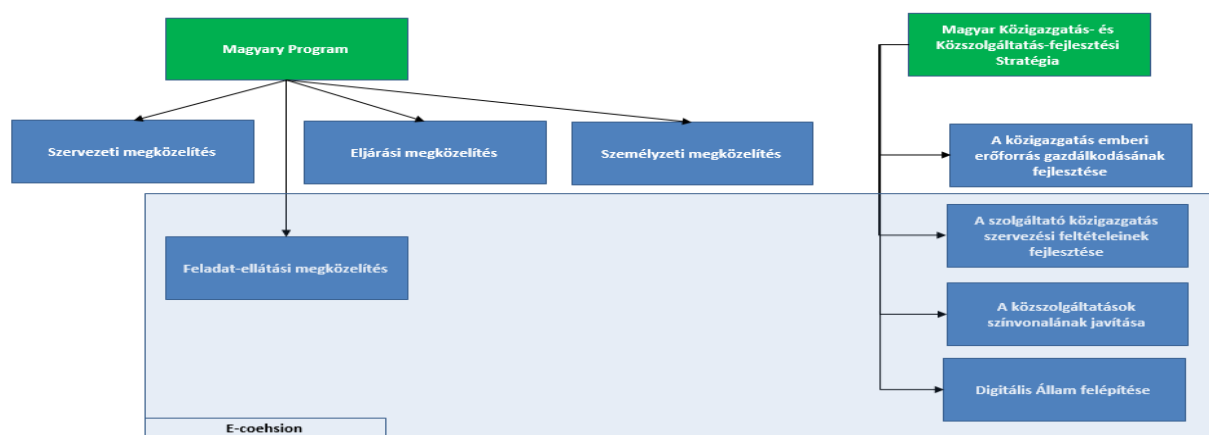 Magyary Program
Magyar Közigazgatás- és
Közszolgáltatás-fejlesztési
Stratégia
Szervezeti megközelítés
Eljárási megközelítés
Személyzeti megközelítés
A közigazgatás emberi
erőforrás gazdálkodásának
fejlesztése
Feladat-ellátási megközelítés
A szolgáltató közigazgatás
szervezési feltételeinek
fejlesztése
A közszolgáltatások
színvonalának javítása
Digitális Állam felépítése
E-coehsion